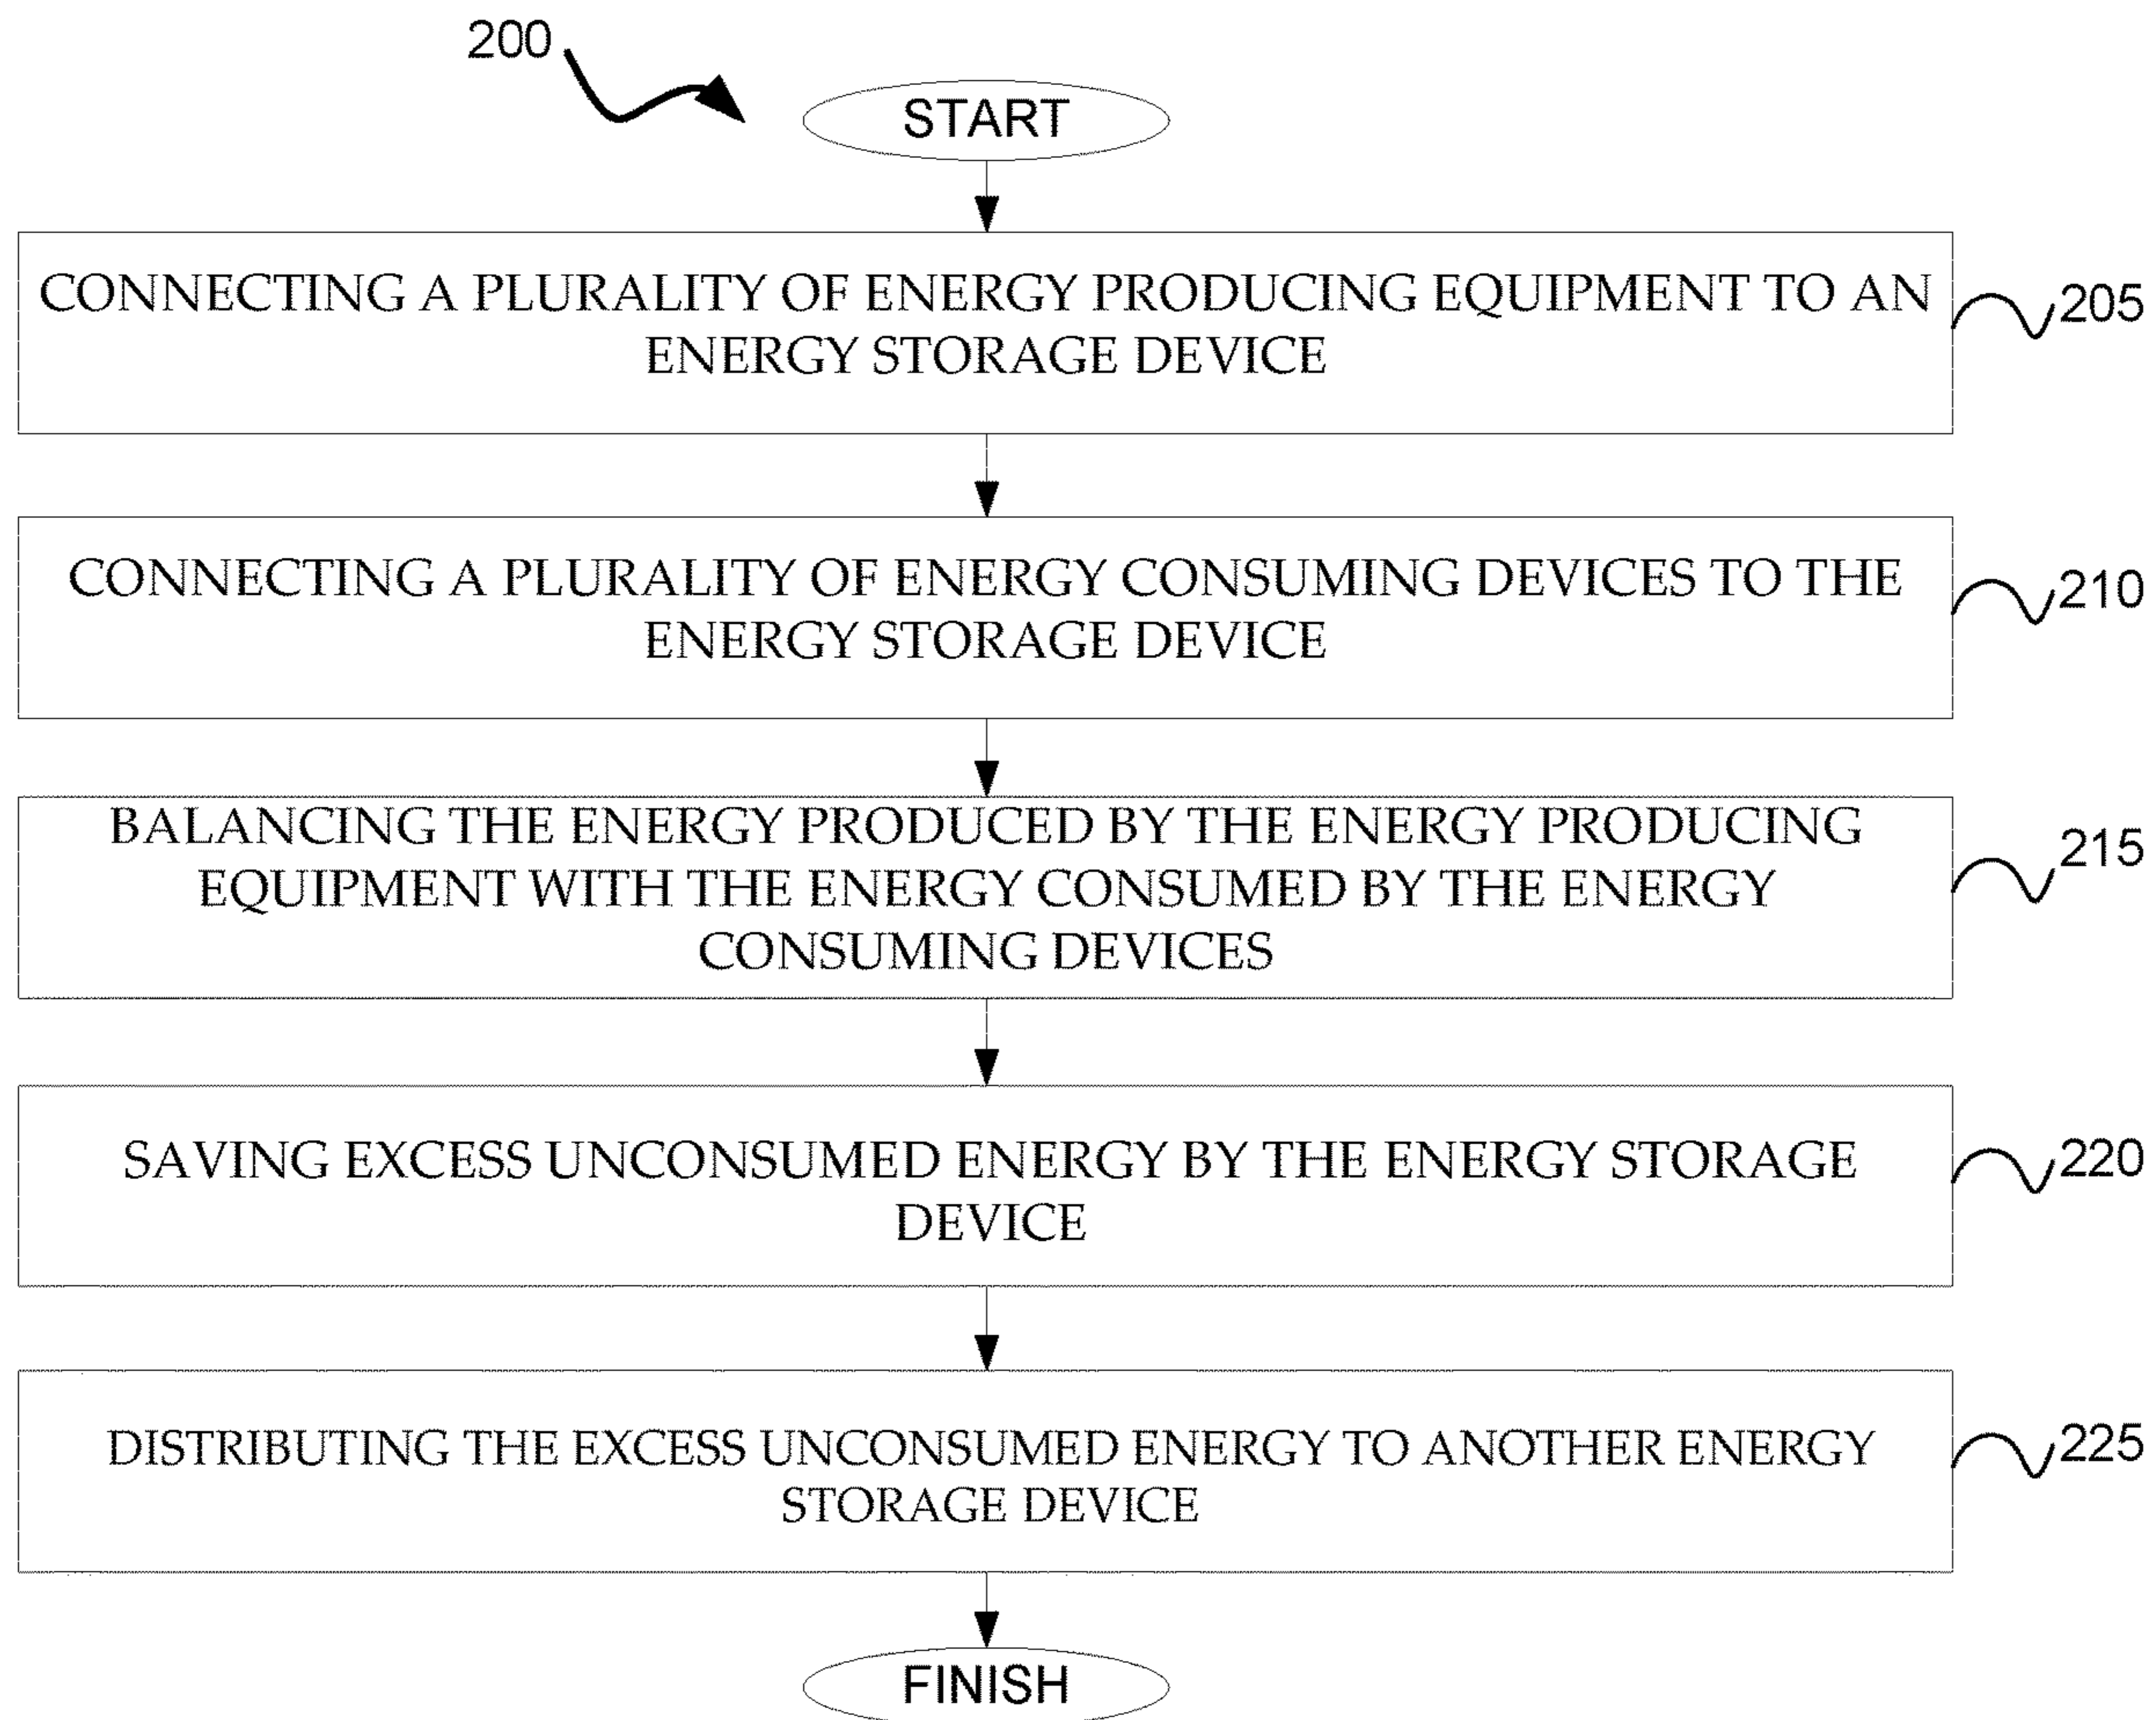 200
START
CONNECTING A PLURALITY OF ENERGY PRODUCING EQUIPMENT TO AN
ENERGY STORAGE DEVICE
205
CONNECTING A PLURALITY OF ENERGY CONSUMING DEVICES TO THE
ENERGY STORAGE DEVICE
210
BALANCING THE ENERGY PRODUCED BY THE ENERGY PRODUCING
EQUIPMENT WITH THE ENERGY CONSUMED BY THE ENERGY
CONSUMING DEVICES
215
SAVING EXCESS UNCONSUMED ENERGY BY THE ENERGY STORAGE
DEVICE
220
DISTRIBUTING THE EXCESS UNCONSUMED ENERGY TO ANOTHER ENERGY
STORAGE DEVICE
225
FINISH